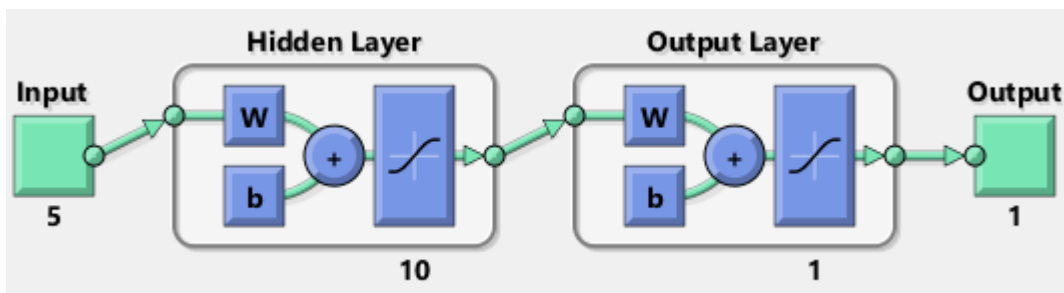 Hidden Layer
Output Layer
Input
Output
W
b
+
W
b
+
5
10
1
1